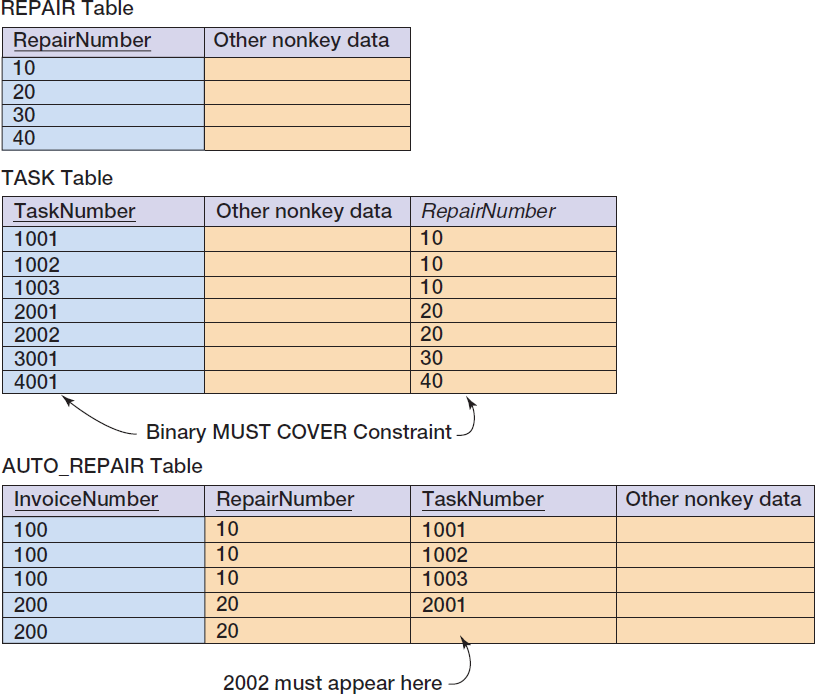 REPAIR Table
RepairNumber Other nonkey data
10
20
30
40
TASK Table
TaskNumber Other nonkey data RepairNumber
1001 10
1002 10
1003 10
2001 20
2002 20
3001 30
4001 40
Binary MUST COVER Constraint
AUTO_REPAIR Table
InvoiceNumber RepairNumber TaskNumber Other nonkey data
100 10 1001
100 10 1002
100 10 1003
200 20 2001
200 20
2002 must appear here